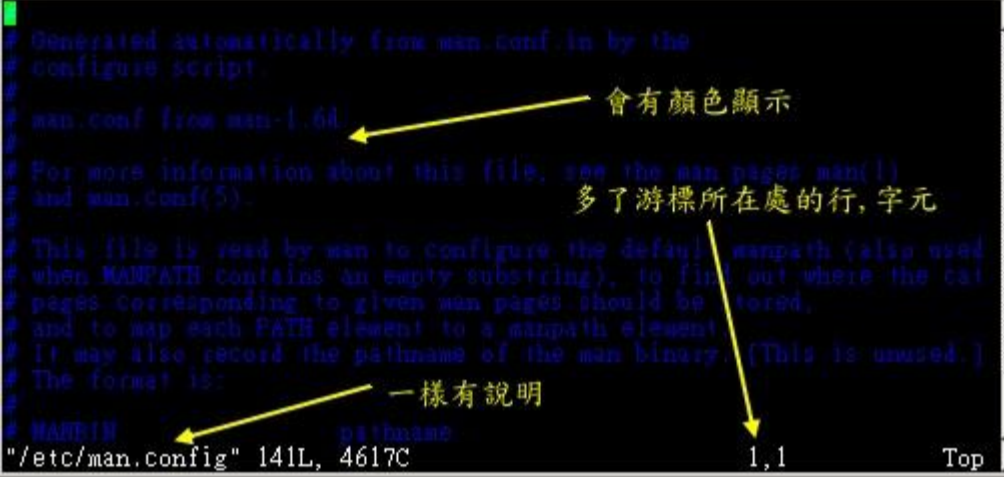 #
# Generated automatically from man.conf.in by the
# configure script.
#
# man.conf from man-1.6d
#
# For more information about this file, see the man pages man(1)
# and man.conf(5).
#
# This file is read by man to configure the default manpath (also used
# when MANPATH contains an empty substring), to find out where the cat
# pages corresponding to given man pages should be stored,
# and to map each PATH element to a manpath element.
# It may also record the pathname of the man binary. [This is unused.]
# The format is:
#
# MANBIN pathname
"/etc/man.config" 141L, 4617C 1,1 Top
會有顏色顯示
多了游標所在處的行,字元
一樣有說明